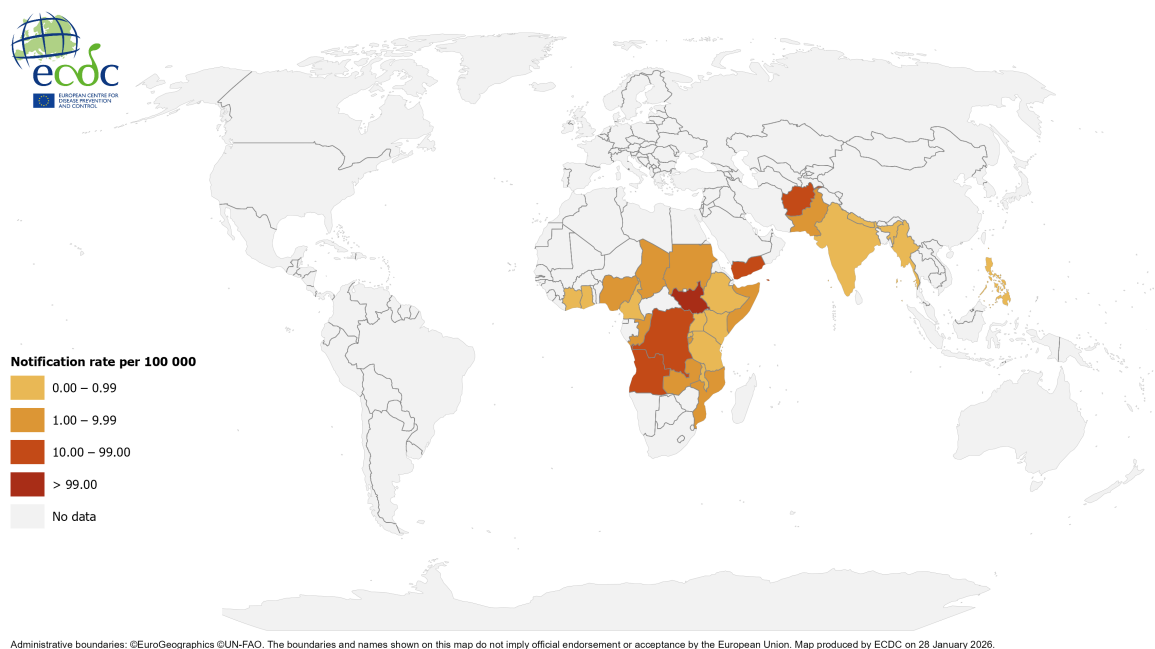 ecdc
EUROPEAN CENTRE FOR
DISEASE PREVENTION
AND CONTROL
Notification rate per 100 000
0.00 – 0.99
1.00 – 9.99
10.00 – 99.00
> 99.00
No data
Administrative boundaries: ©EuroGeographics ©UN-FAO. The boundaries and names shown on this map do not imply official endorsement or acceptance by the European Union. Map produced by ECDC on 28 January 2026.